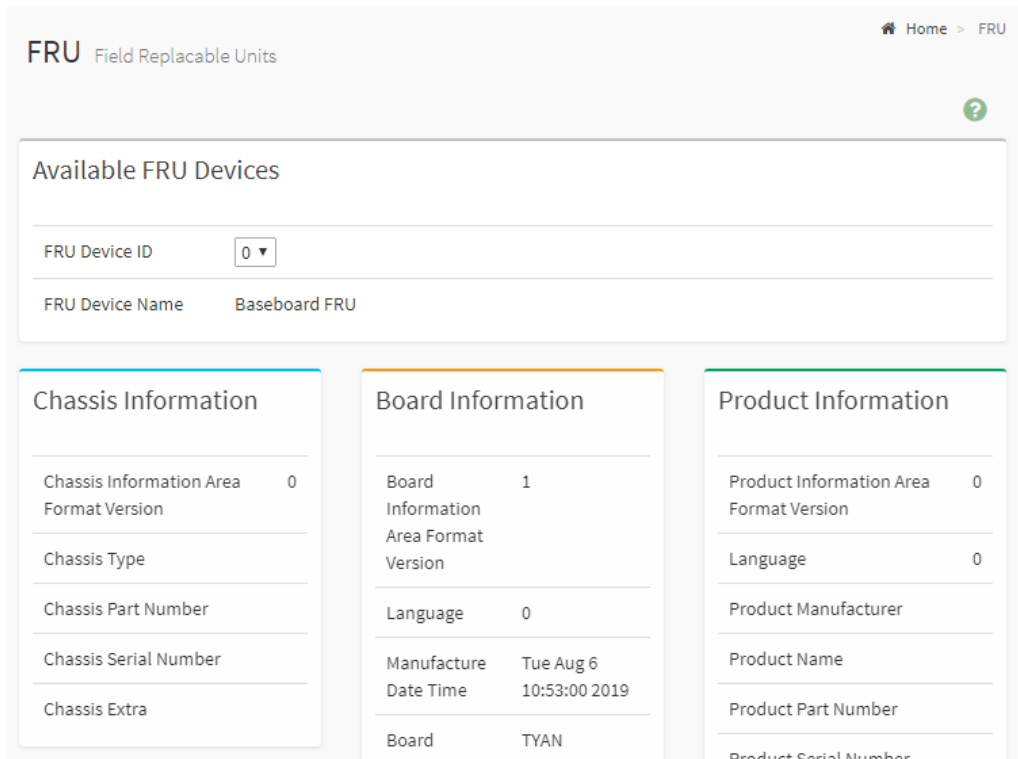 Home > FRU
FRU Field Replacable Units
?
Available FRU Devices
FRU Device ID 0
FRU Device Name Baseboard FRU
Chassis Information
Chassis Information Area 0
Format Version
Chassis Type
Chassis Part Number
Chassis Serial Number
Chassis Extra
Board Information
Board 1
Information
Area Format
Version
Language 0
Manufacture Tue Aug 6
Date Time 10:53:00 2019
Board TYAN
Product Information
Product Information Area 0
Format Version
Language 0
Product Manufacturer
Product Name
Product Part Number
Product Serial Number